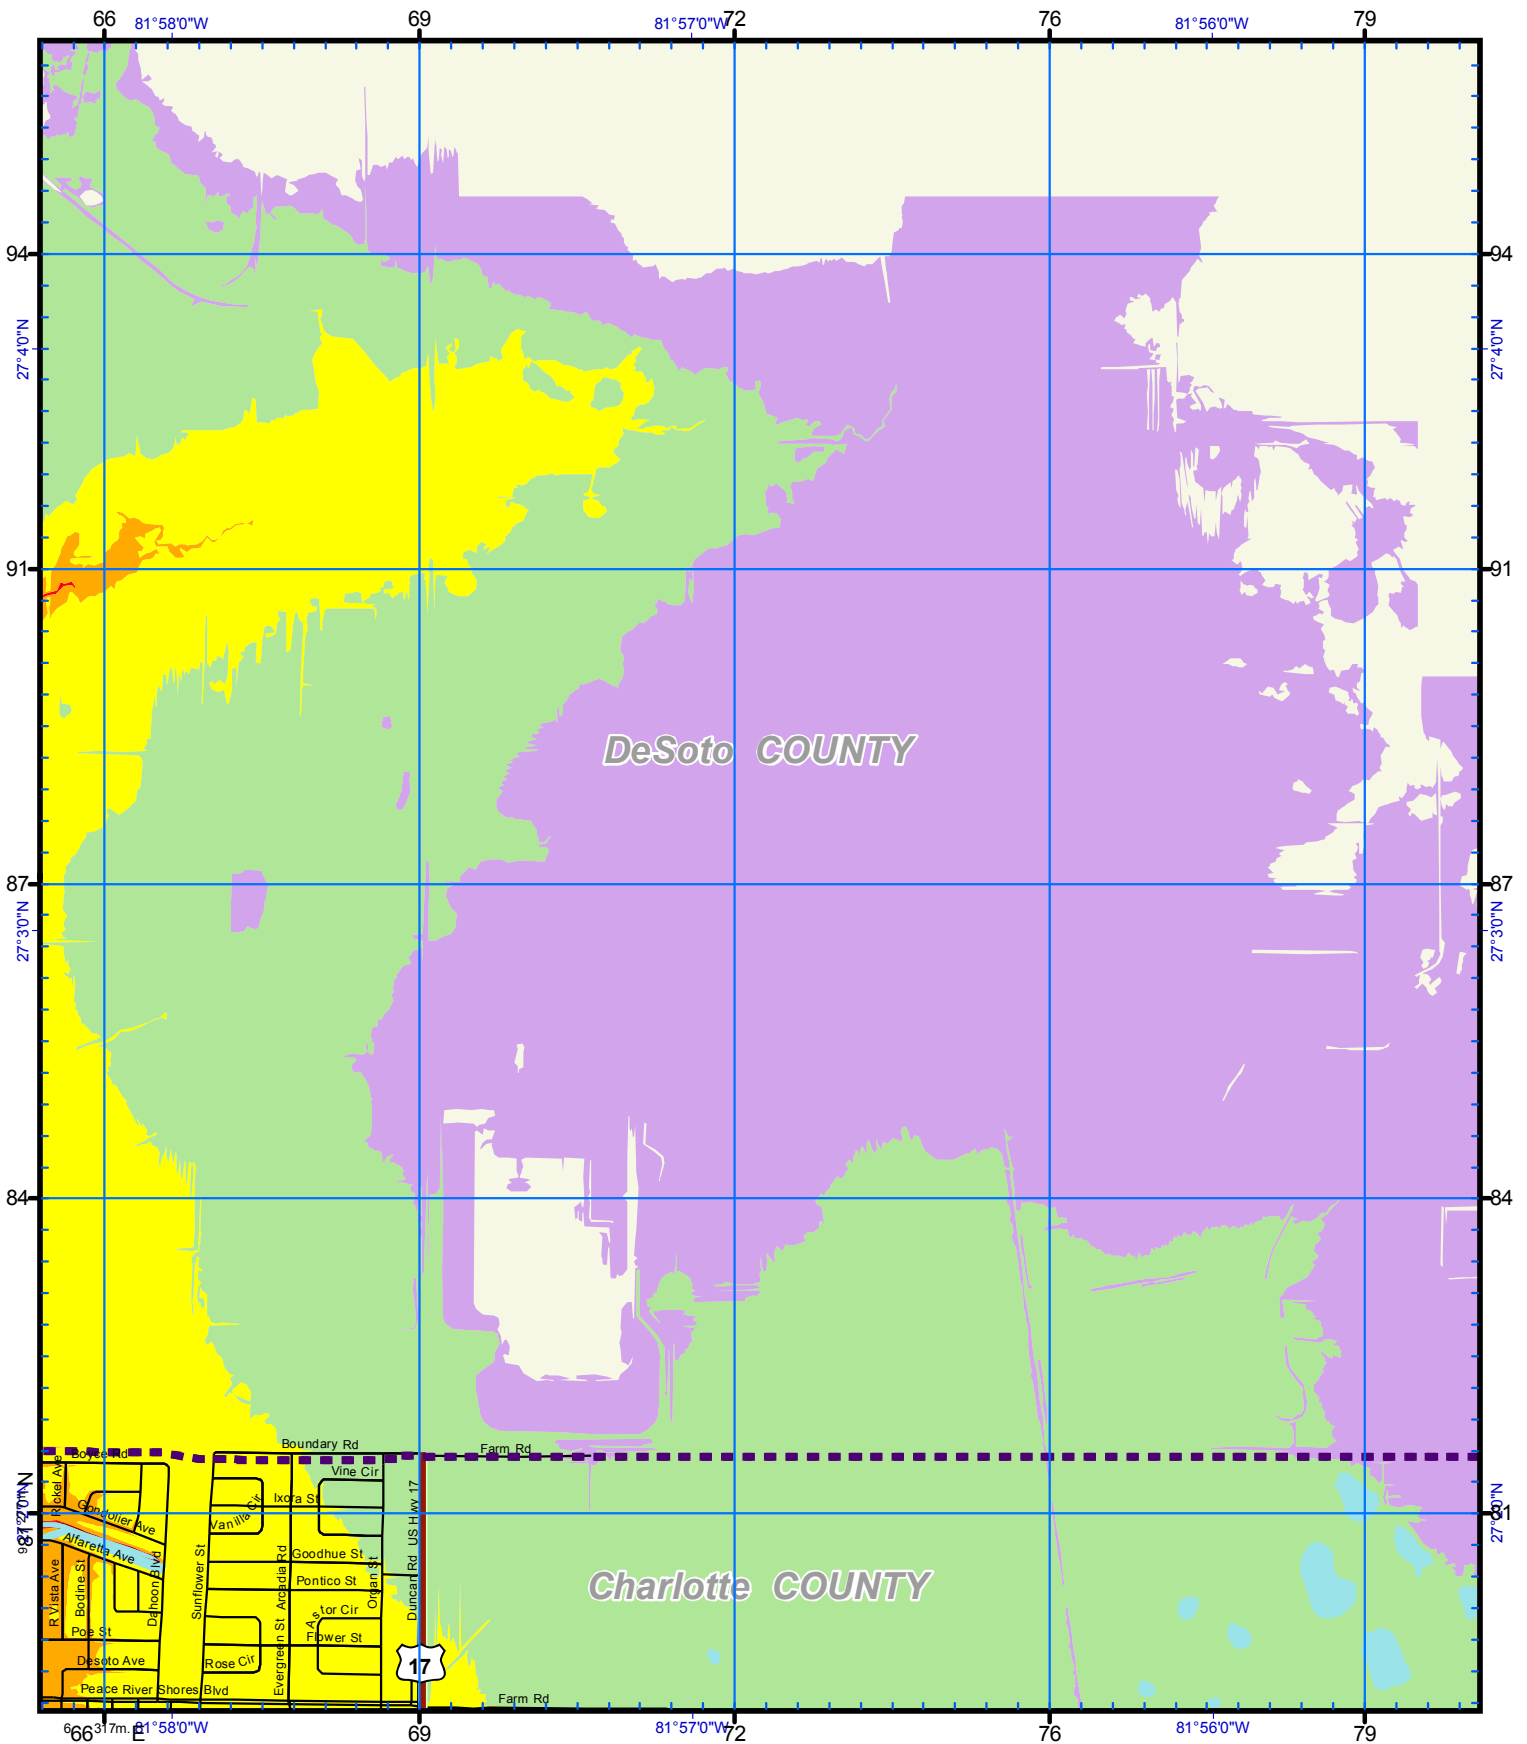 66 69 72 76 79
81°58'0"W 81°57'0"W 81°56'0"W
94 94
27°4'0"N 27°4'0"N
91 91
DeSoto COUNTY
87 87
27°3'0"N 27°3'0"N
84 84
Boundary Rd Farm Rd
Boyce Rd
Vine Cir
Ixora St
Vanilla Cir
Gondolier Ave
Alfaretta Ave
Goodhue St
Pontico St
Astor Cir
Flower St
Poe St
Desoto Ave
Rose Cir
Peace River Shores Blvd
Farm Rd
R Vista Ave
Bodine St
Dahoon Blvd
Sunflower St
Evergreen St
Arcadia Rd
Organ St
Duncan Rd
US Hwy 17
17
Charlotte COUNTY
81
66 69 72 76 79
317m. E
81°58'0"W 81°57'0"W 81°56'0"W